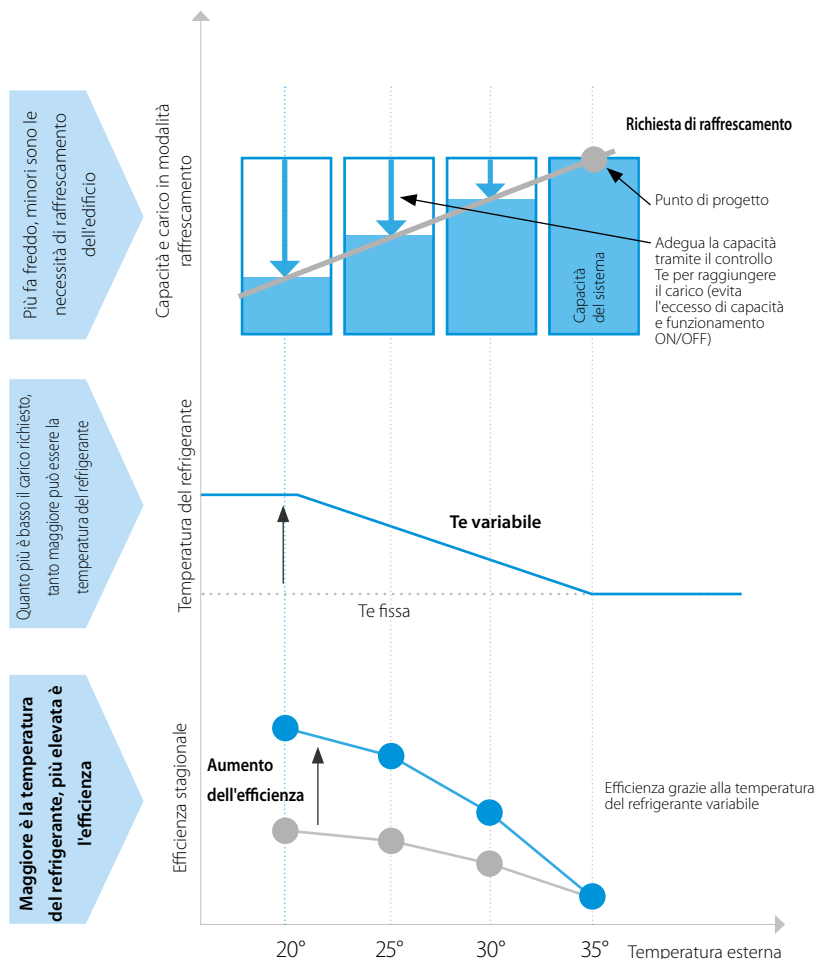 Più fa freddo, minori sono le
necessità di raffrescamento
dell'edificio
Capacità e carico in modalità
raffrescamento
Richiesta di raffrescamento
Punto di progetto
Adegua la capacità
tramite il controllo
Te per raggiungere
il carico (evita
l'eccesso di capacità
e funzionamento
ON/OFF)
Capacità
del sistema
Quanto più è basso il carico richiesto,
tanto maggiore può essere la
temperatura del refrigerante
Temperatura del refrigerante
Te variabile
Te fissa
Maggiore è la temperatura
del refrigerante, più elevata è
l'efficienza
Efficienza stagionale
Aumento
dell'efficienza
Efficienza grazie alla temperatura
del refrigerante variabile
20° 25° 30° 35° Temperatura esterna